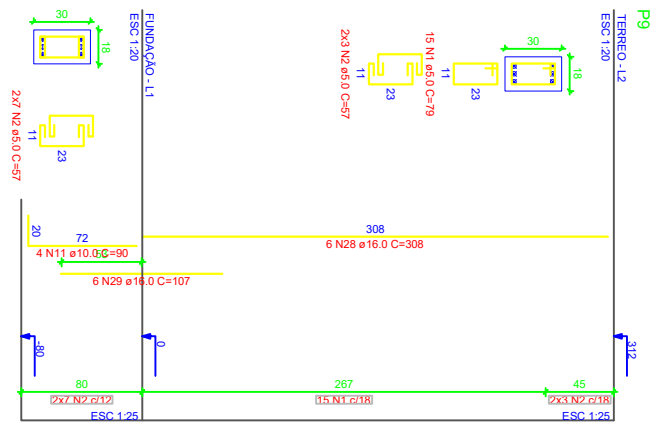 P9
TERREO - L2
ESC 1:20
30
18
11
23
15 N1 ø5.0 C=79
11
23
2x3 N2 ø5.0 C=57
FUNDAÇÃO - L1
ESC 1:20
30
18
11
23
2x7 N2 ø5.0 C=57
308
6 N28 ø16.0 C=308
20
72
4 N11 ø10.0 C=90
6 N29 ø16.0 C=107
-80
0
312
80
267
45
2x7 N2 c/12
15 N1 c/18
2x3 N2 c/18
ESC 1:25
ESC 1:25